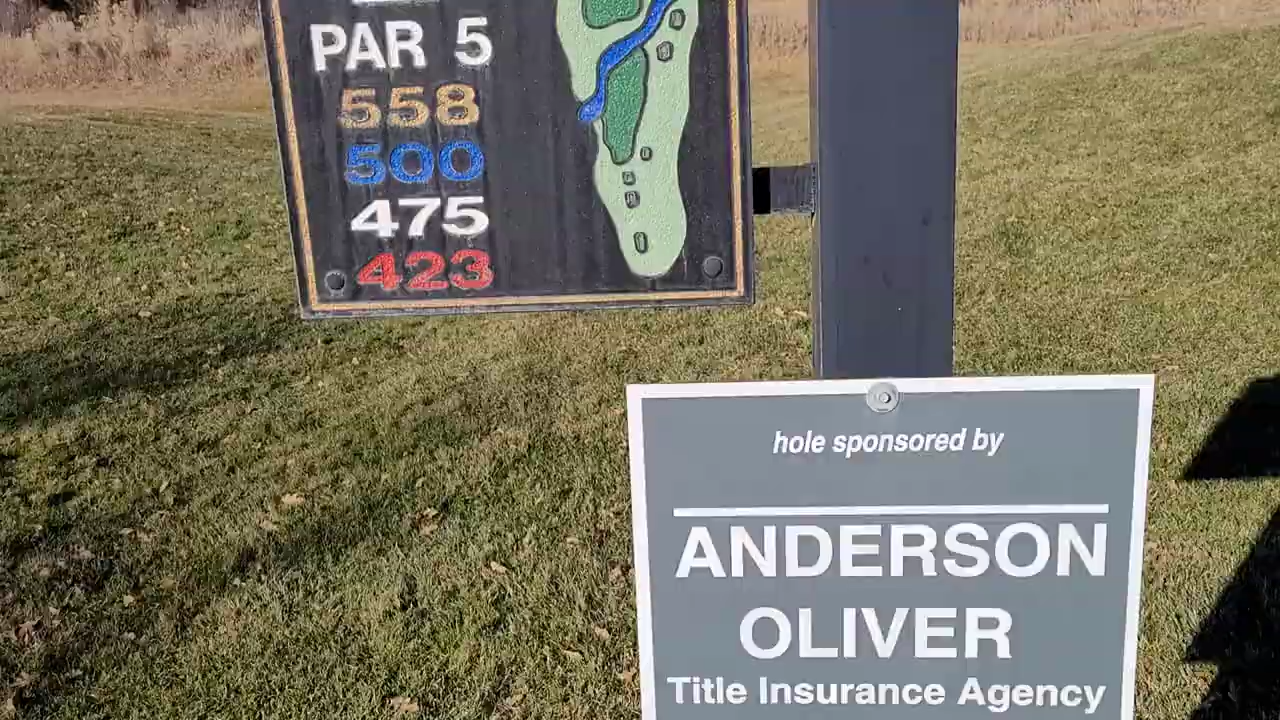 PAR 5
558
500
475
423
hole sponsored by
ANDERSON
OLIVER
Title Insurance Agency